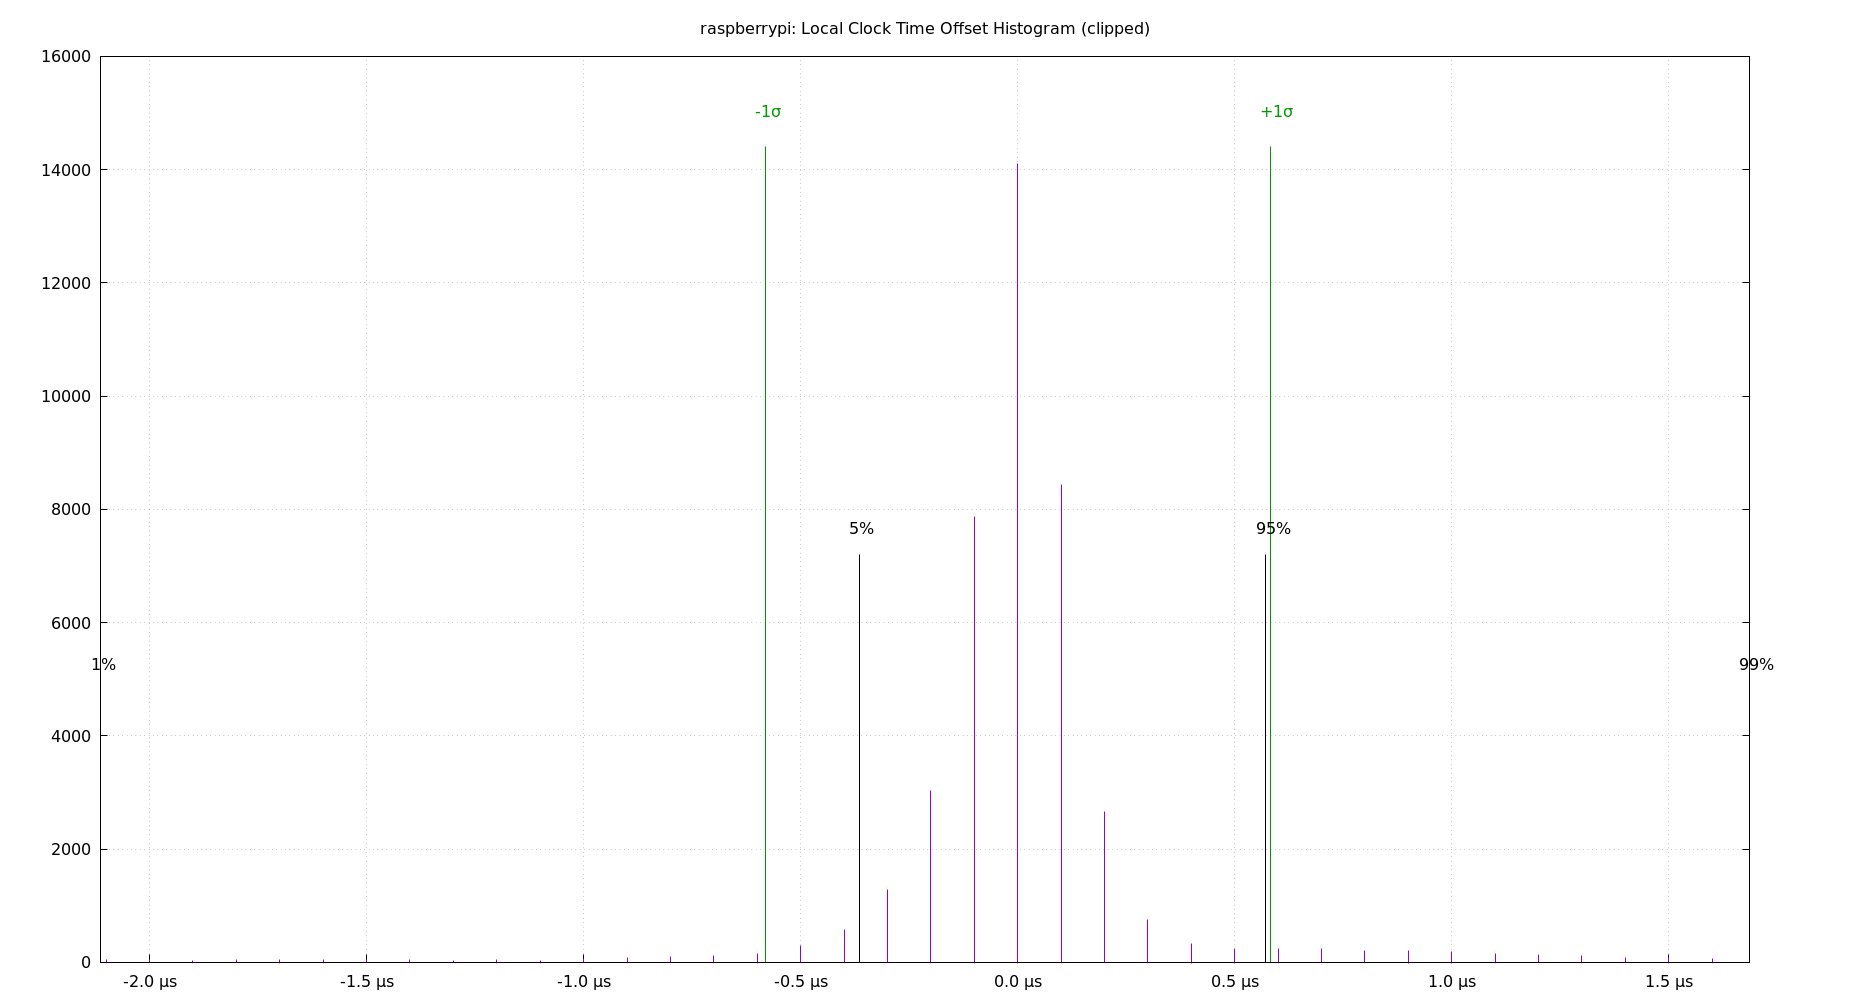 raspberrypi: Local Clock Time Offset Histogram (clipped)
16000
-1σ
+1σ
14000
12000
10000
8000
5%
95%
6000
1%
99%
4000
2000
0
-2.0 µs
-1.5 µs
-1.0 µs
-0.5 µs
0.0 µs
0.5 µs
1.0 µs
1.5 µs